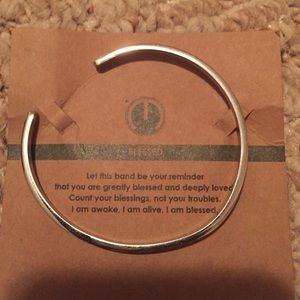 BLESSED
Let this band be your reminder
that you are greatly blessed and deeply loved
Count your blessings, not your troubles.
I am awake, I am alive, I am blessed.